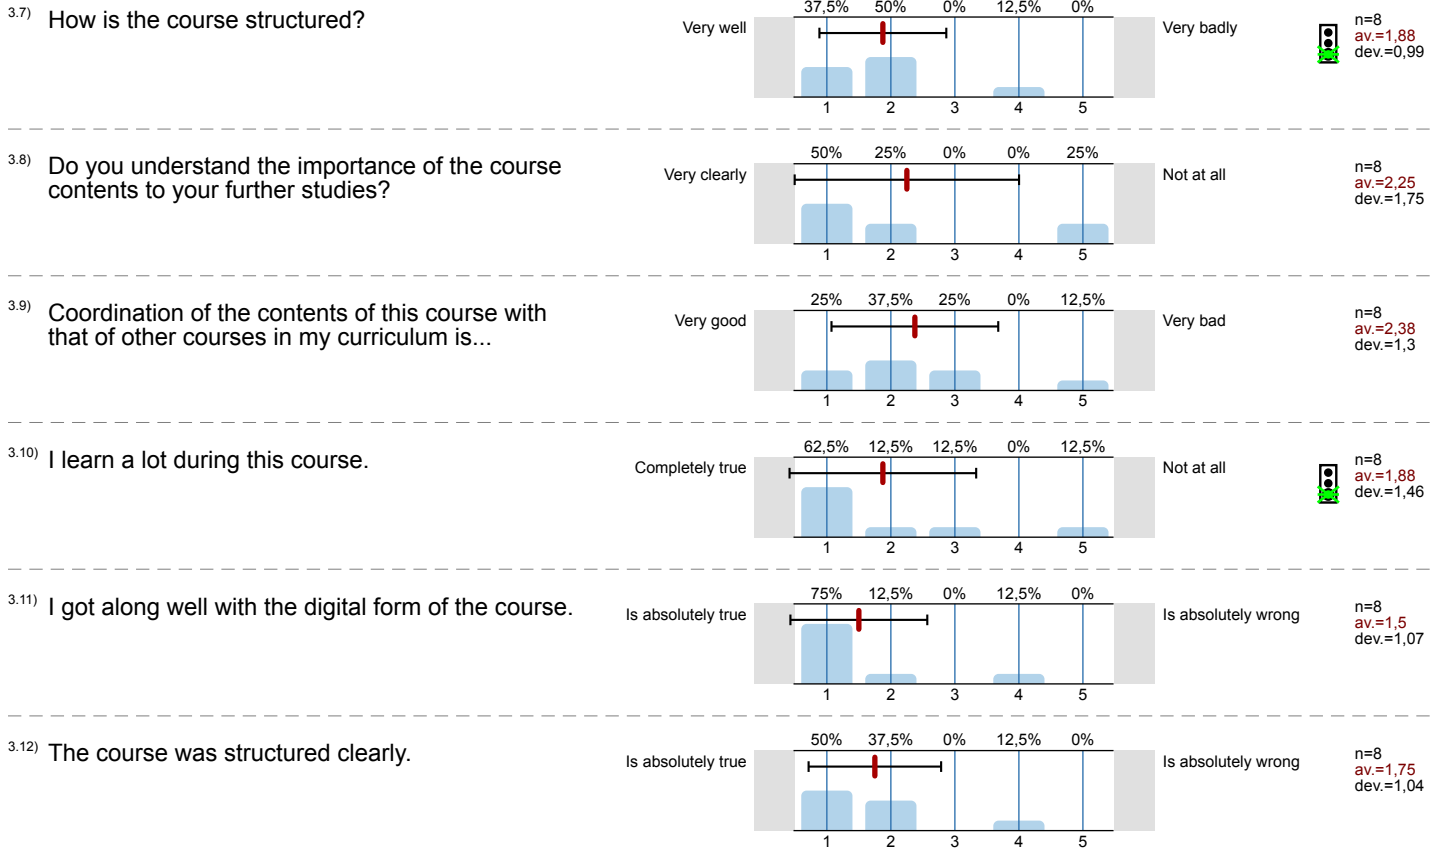 3.7) How is the course structured?
37,5% 50% 0% 12,5% 0%
Very well
Very badly
n=8
av.=1,88
dev.=0,99
1 2 3 4 5
3.8) Do you understand the importance of the course
contents to your further studies?
50% 25% 0% 0% 25%
Very clearly
Not at all
n=8
av.=2,25
dev.=1,75
1 2 3 4 5
3.9) Coordination of the contents of this course with
that of other courses in my curriculum is...
25% 37,5% 25% 0% 12,5%
Very good
Very bad
n=8
av.=2,38
dev.=1,3
1 2 3 4 5
3.10) I learn a lot during this course.
62,5% 12,5% 12,5% 0% 12,5%
Completely true
Not at all
n=8
av.=1,88
dev.=1,46
1 2 3 4 5
3.11) I got along well with the digital form of the course.
75% 12,5% 0% 12,5% 0%
Is absolutely true
Is absolutely wrong
n=8
av.=1,5
dev.=1,07
1 2 3 4 5
3.12) The course was structured clearly.
50% 37,5% 0% 12,5% 0%
Is absolutely true
Is absolutely wrong
n=8
av.=1,75
dev.=1,04
1 2 3 4 5